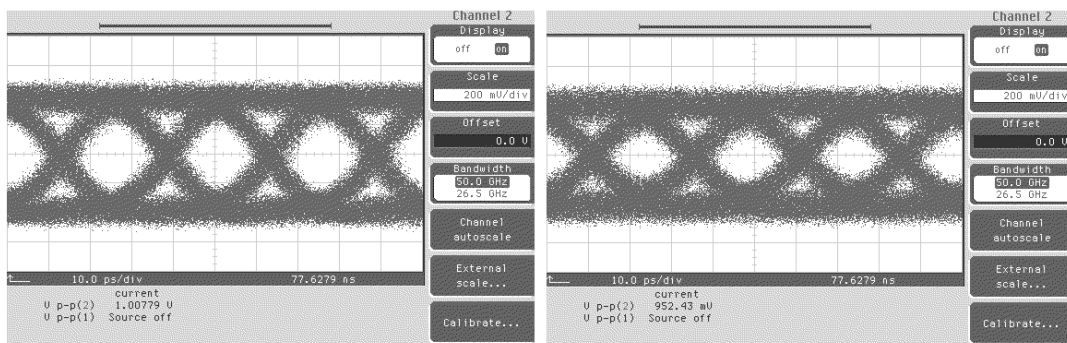 Channel 2
Display
off on
Scale
200 mV/div
Offset
0.0 V
Bandwidth
50.0 GHz
26.5 GHz
Channel
autoscale
External
scale...
Calibrate...
10.0 ps/div 77.6279 ns
current
V p-p(2) 1.00779 V
V p-p(1) Source off
Channel 2
Display
off on
Scale
200 mV/div
Offset
0.0 V
Bandwidth
50.0 GHz
26.5 GHz
Channel
autoscale
External
scale...
Calibrate...
10.0 ps/div 77.6279 ns
current
V p-p(2) 952.43 mV
V p-p(1) Source off